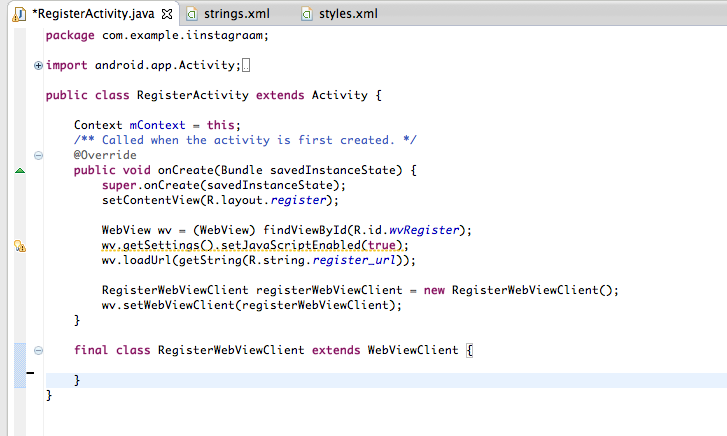 *RegisterActivity.java strings.xml styles.xml
package com.example.iinstagraam;
import android.app.Activity;
public class RegisterActivity extends Activity {
Context mContext = this;
/** Called when the activity is first created. */
@Override
public void onCreate(Bundle savedInstanceState) {
super.onCreate(savedInstanceState);
setContentView(R.layout.register);
WebView wv = (WebView) findViewById(R.id.wvRegister);
wv.getSettings().setJavaScriptEnabled(true);
wv.loadUrl(getString(R.string.register_url));
RegisterWebViewClient registerWebViewClient = new RegisterWebViewClient();
wv.setWebViewClient(registerWebViewClient);
}
final class RegisterWebViewClient extends WebViewClient {
}
}